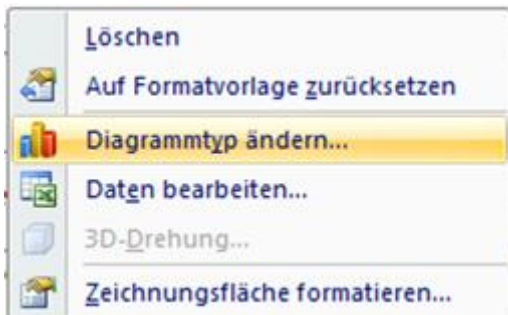 Löschen
Auf Formatvorlage zurücksetzen
Diagrammtyp ändern...
Daten bearbeiten...
3D-Drehung...
Zeichnungsfläche formatieren...